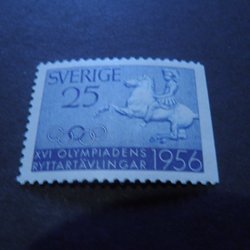 SVERIGE
25
XVI OLYMPIADENS
RYTTARTÄVLINGAR 1956